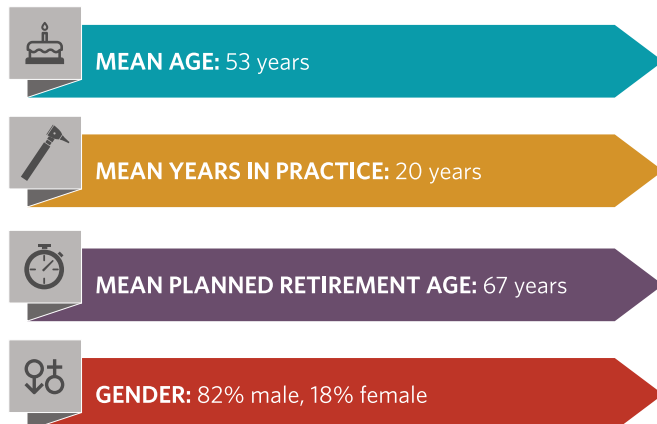 MEAN AGE: 53 years
MEAN YEARS IN PRACTICE: 20 years
MEAN PLANNED RETIREMENT AGE: 67 years
GENDER: 82% male, 18% female